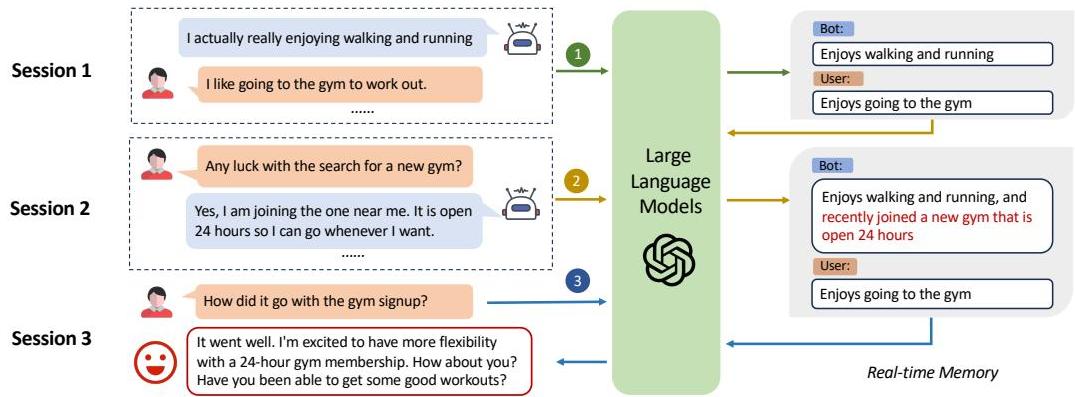 Session 1
I actually really enjoying walking and running
I like going to the gym to work out.
......
1
Bot:
Enjoys walking and running
User:
Enjoys going to the gym
Session 2
Any luck with the search for a new gym?
Yes, I am joining the one near me. It is open
24 hours so I can go whenever I want.
......
2
Large
Language
Models
Bot:
Enjoys walking and running, and
recently joined a new gym that is
open 24 hours
User:
Enjoys going to the gym
Session 3
How did it go with the gym signup?
3
It went well. I'm excited to have more flexibility
with a 24-hour gym membership. How about you?
Have you been able to get some good workouts?
Real-time Memory